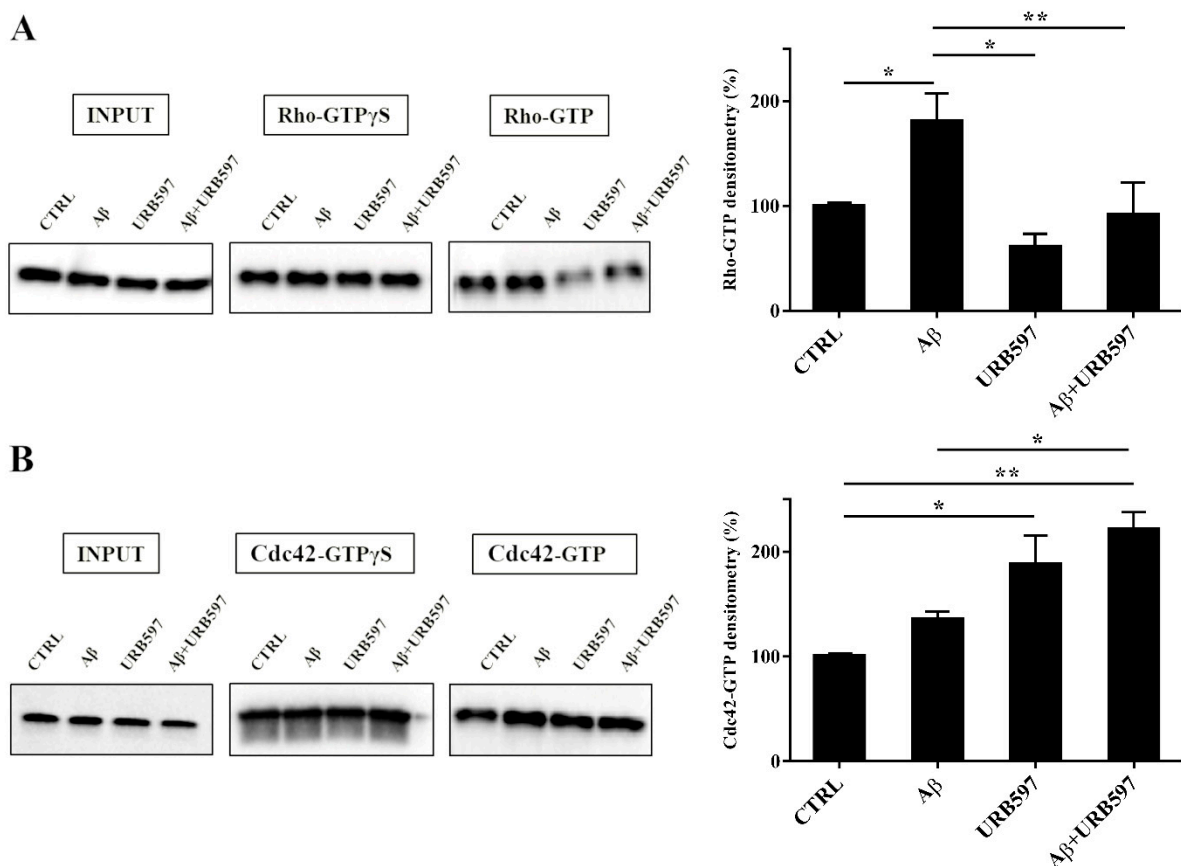 A
INPUT
Rho-GTPγS
Rho-GTP
CTRL
Aβ
URB597
Aβ+URB597
CTRL
Aβ
URB597
Aβ+URB597
CTRL
Aβ
URB597
Aβ+URB597
**
*
*
Rho-GTP densitometry (%)
200
100
0
CTRL
Aβ
URB597
Aβ+URB597
B
INPUT
Cdc42-GTPγS
Cdc42-GTP
CTRL
Aβ
URB597
Aβ+URB597
CTRL
Aβ
URB597
Aβ+URB597
CTRL
Aβ
URB597
Aβ+URB597
*
**
*
Cdc42-GTP densitometry (%)
200
100
0
CTRL
Aβ
URB597
Aβ+URB597